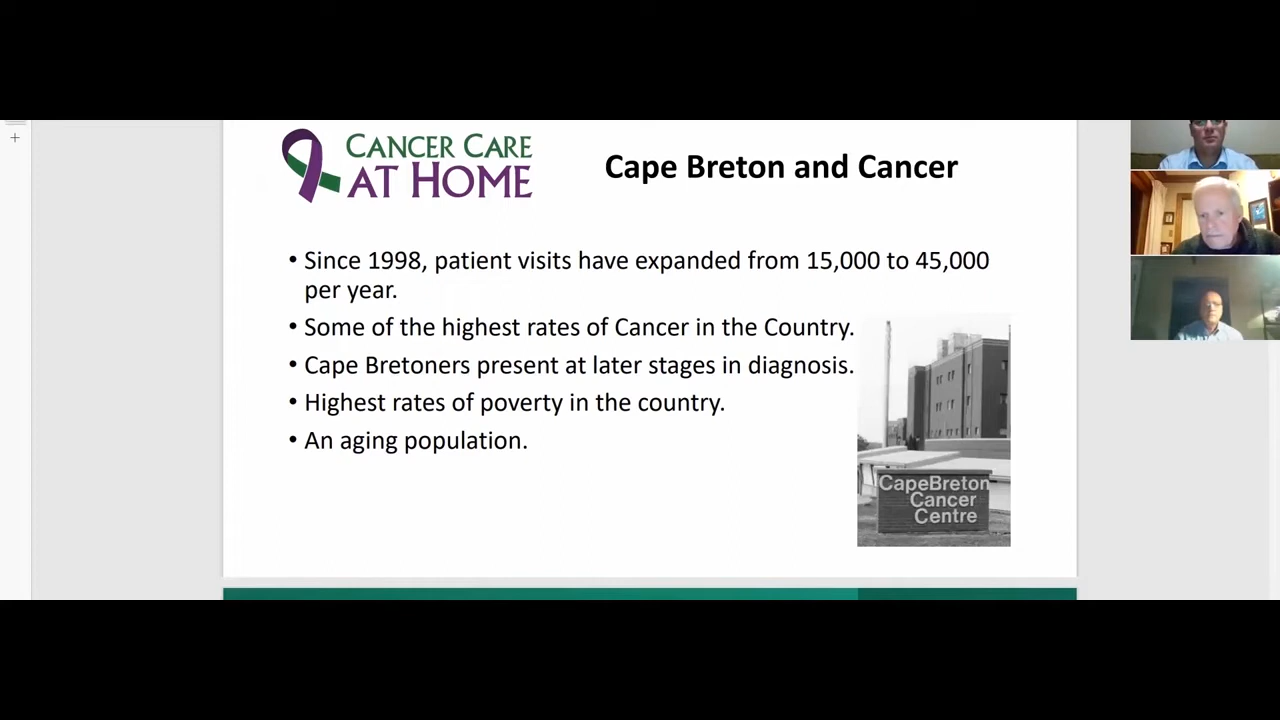 CANCER CARE
AT HOME
Cape Breton and Cancer
• Since 1998, patient visits have expanded from 15,000 to 45,000
per year.
• Some of the highest rates of Cancer in the Country.
• Cape Bretoners present at later stages in diagnosis.
• Highest rates of poverty in the country.
• An aging population.
CapeBreton
Cancer
Centre